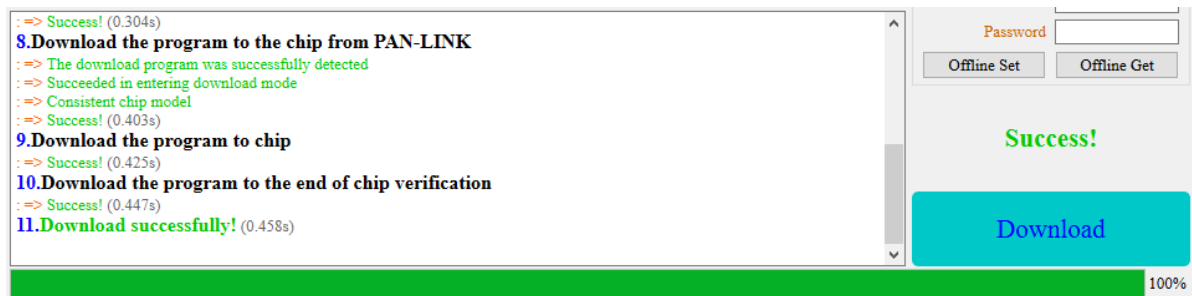 : => Success! (0.304s)
8.Download the program to the chip from PAN-LINK
: => The download program was successfully detected
: => Succeeded in entering download mode
: => Consistent chip model
: => Success! (0.403s)
9.Download the program to chip
: => Success! (0.425s)
10.Download the program to the end of chip verification
: => Success! (0.447s)
11.Download successfully! (0.458s)
Password
Offline Set
Offline Get
Success!
Download
100%